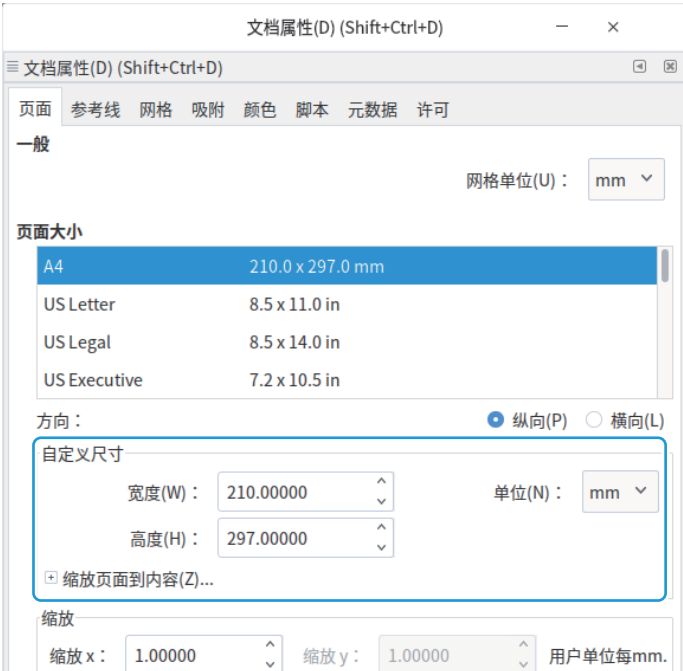 文档属性(D) (Shift+Ctrl+D)
文档属性(D) (Shift+Ctrl+D)
页面 参考线 网格 吸附 颜色 脚本 元数据 许可
一般
网格单位(U)： mm
页面大小
A4 210.0 x 297.0 mm
US Letter 8.5 x 11.0 in
US Legal 8.5 x 14.0 in
US Executive 7.2 x 10.5 in
方向： 纵向(P) 横向(L)
自定义尺寸
宽度(W)： 210.00000 单位(N)： mm
高度(H)： 297.00000
缩放页面到内容(Z)...
缩放
缩放 x： 1.00000 缩放 y： 1.00000 用户单位每mm.